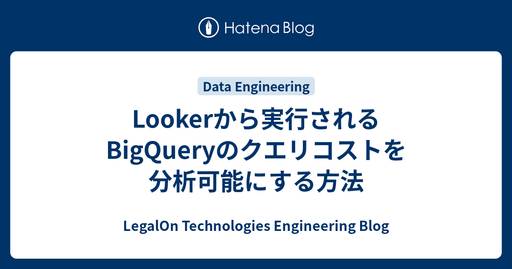 Hatena Blog
Data Engineering
Lookerから実行される
BigQueryのクエリコストを
分析可能にする方法
LegalOn Technologies Engineering Blog